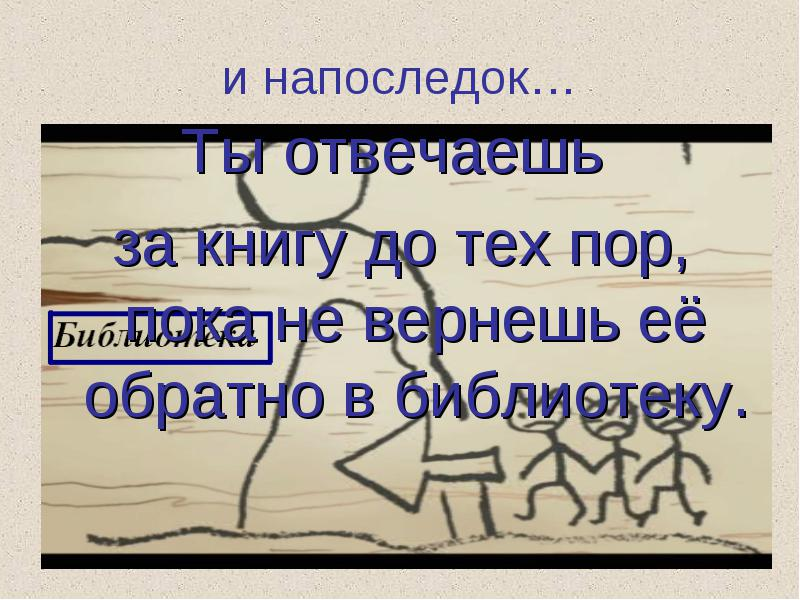 и напоследок…
Ты отвечаешь
за книгу до тех пор,
пока не вернешь её
Библиотека
обратно в библиотеку.